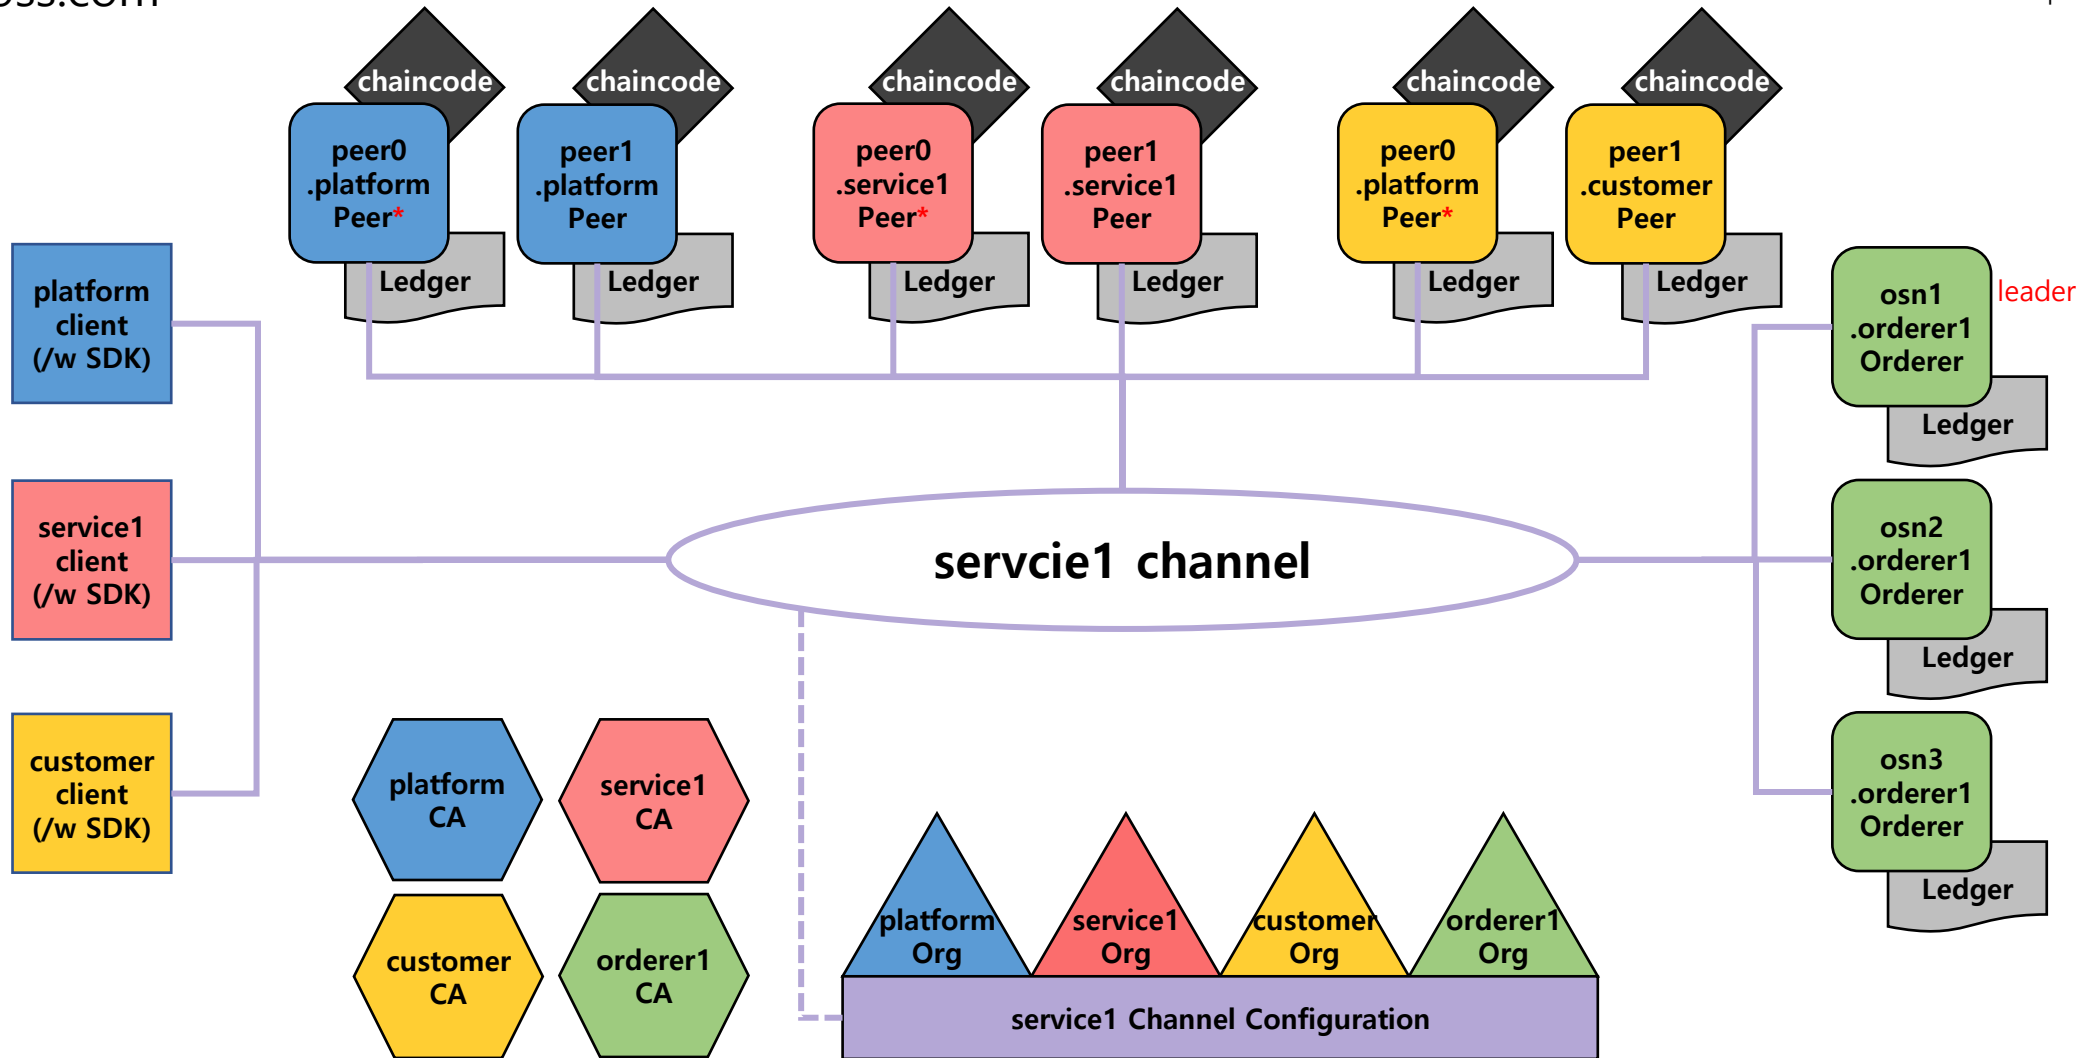 oss.com
chaincode
chaincode
chaincode
chaincode
chaincode
chaincode
peer0
.platform
Peer*
peer1
.platform
Peer
peer0
.service1
Peer*
peer1
.service1
Peer
peer0
.platform
Peer*
peer1
.customer
Peer
Ledger
Ledger
Ledger
Ledger
Ledger
Ledger
platform
client
(/w SDK)
service1
client
(/w SDK)
customer
client
(/w SDK)
servcie1 channel
osn1
.orderer1
Orderer
leader
Ledger
osn2
.orderer1
Orderer
Ledger
osn3
.orderer1
Orderer
Ledger
platform
CA
service1
CA
customer
CA
orderer1
CA
platform
Org
service1
Org
customer
Org
orderer1
Org
service1 Channel Configuration